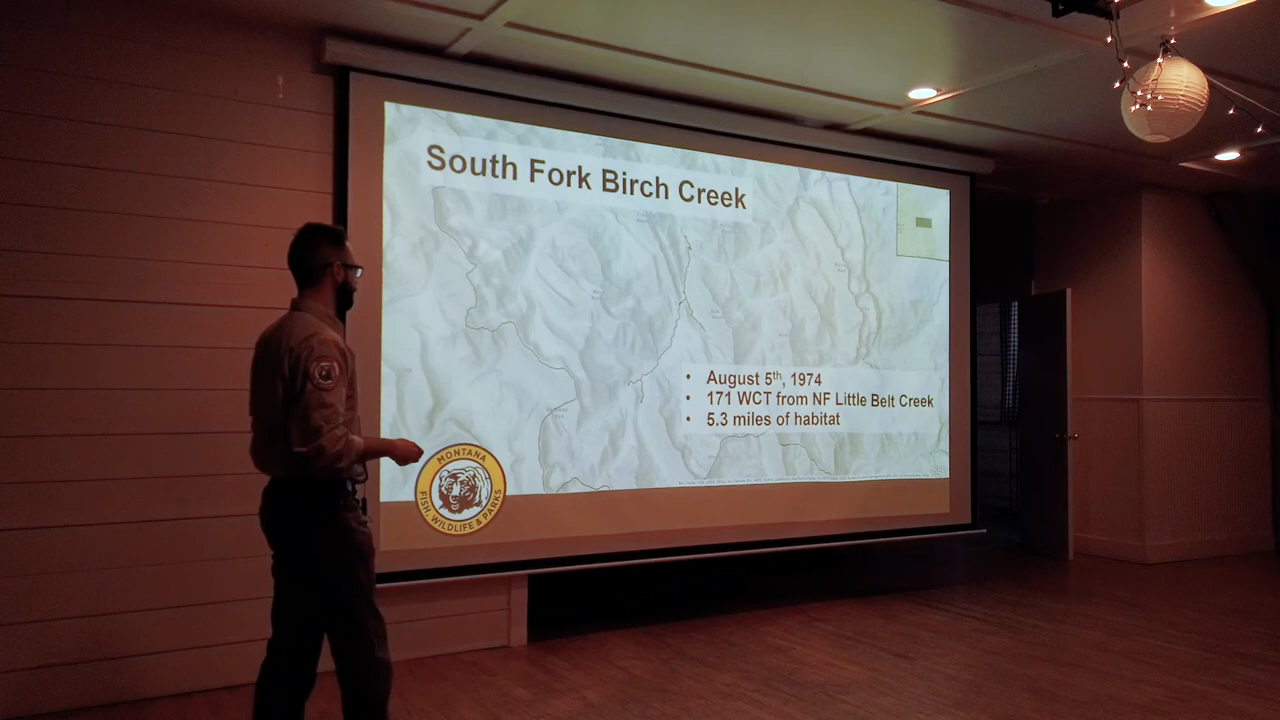 South Fork Birch Creek
• August 5th, 1974
• 171 WCT from NF Little Belt Creek
• 5.3 miles of habitat
MONTANA
FISH, WILDLIFE & PARKS